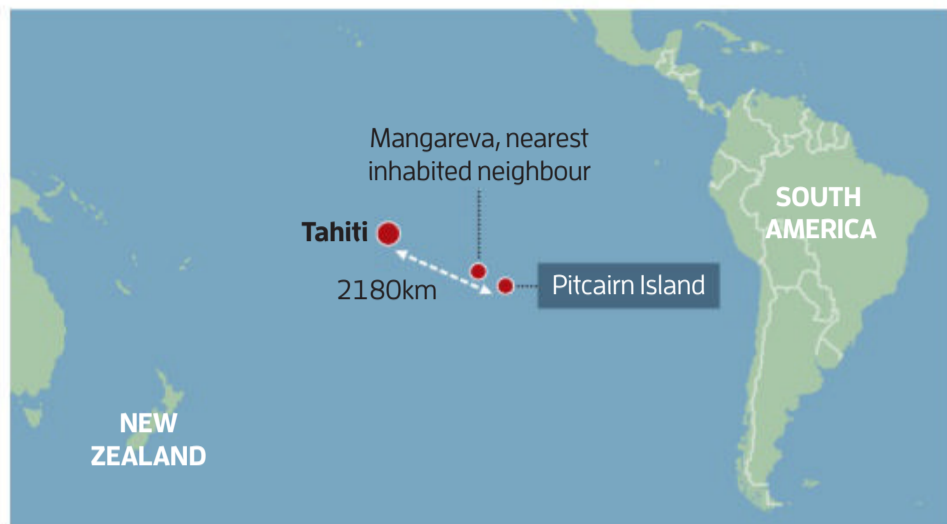 Mangareva, nearest
inhabited neighbour
SOUTH
AMERICA
Tahiti
2180km
Pitcairn Island
NEW
ZEALAND